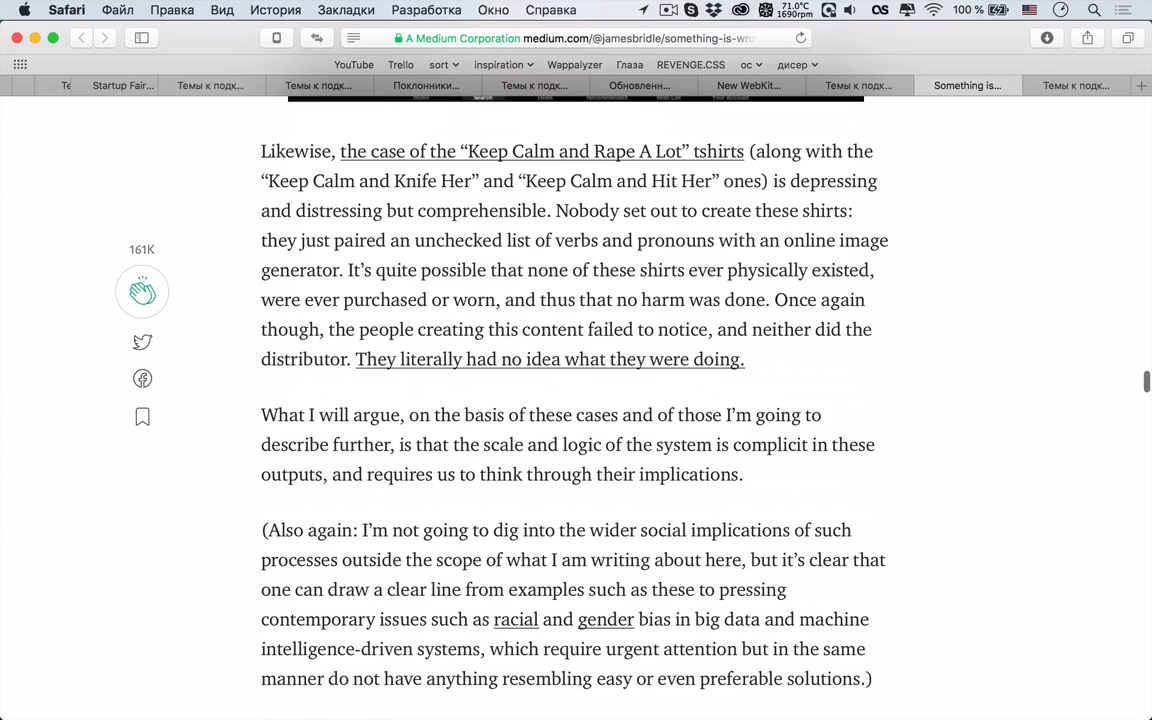 Safari Файл Правка Вид История Закладки Разработка Окно Справка 71.0°C 1690rpm 100 %
A Medium Corporation medium.com/@jamesbridle/something-is-wro
YouTube Trello sort inspiration Wappalyzer Глаза REVENGE.CSS ос дисер
Te Startup Fair... Темы к подк... Темы к подк... Поклонники... Темы к подк... Обновленн... New WebKit... Темы к подк... Something is... Темы к подк...
Likewise, the case of the “Keep Calm and Rape A Lot” tshirts (along with the
“Keep Calm and Knife Her” and “Keep Calm and Hit Her” ones) is depressing
and distressing but comprehensible. Nobody set out to create these shirts:
they just paired an unchecked list of verbs and pronouns with an online image
generator. It’s quite possible that none of these shirts ever physically existed,
were ever purchased or worn, and thus that no harm was done. Once again
though, the people creating this content failed to notice, and neither did the
distributor. They literally had no idea what they were doing.
161K
What I will argue, on the basis of these cases and of those I’m going to
describe further, is that the scale and logic of the system is complicit in these
outputs, and requires us to think through their implications.
(Also again: I’m not going to dig into the wider social implications of such
processes outside the scope of what I am writing about here, but it’s clear that
one can draw a clear line from examples such as these to pressing
contemporary issues such as racial and gender bias in big data and machine
intelligence-driven systems, which require urgent attention but in the same
manner do not have anything resembling easy or even preferable solutions.)